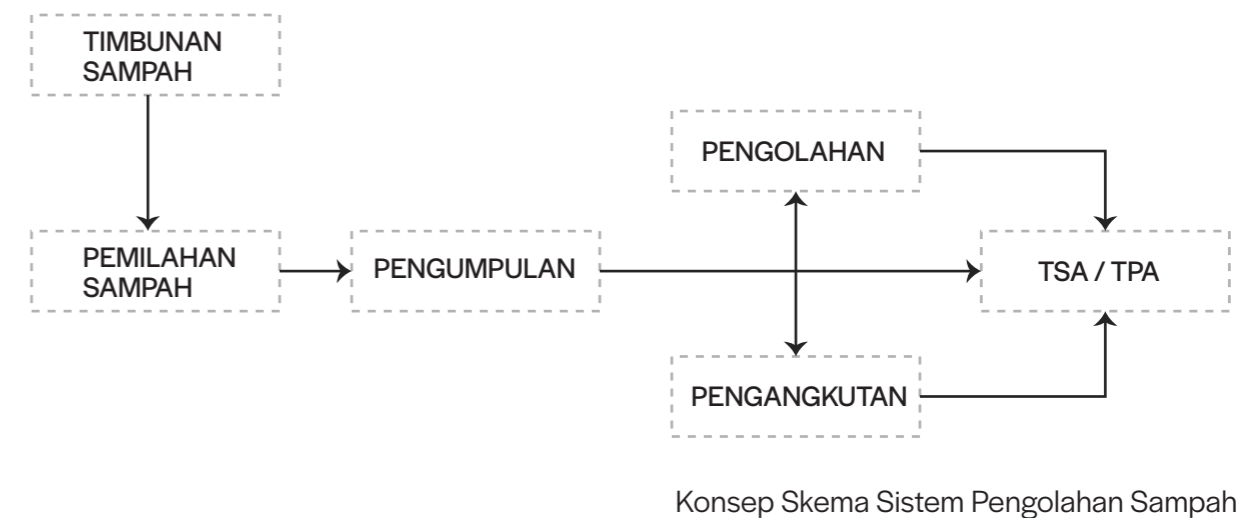 TIMBUNAN
SAMPAH
PEMILAHAN
SAMPAH
PENGUMPULAN
PENGOLAHAN
PENGANGKUTAN
TSA / TPA
Konsep Skema Sistem Pengolahan Sampah